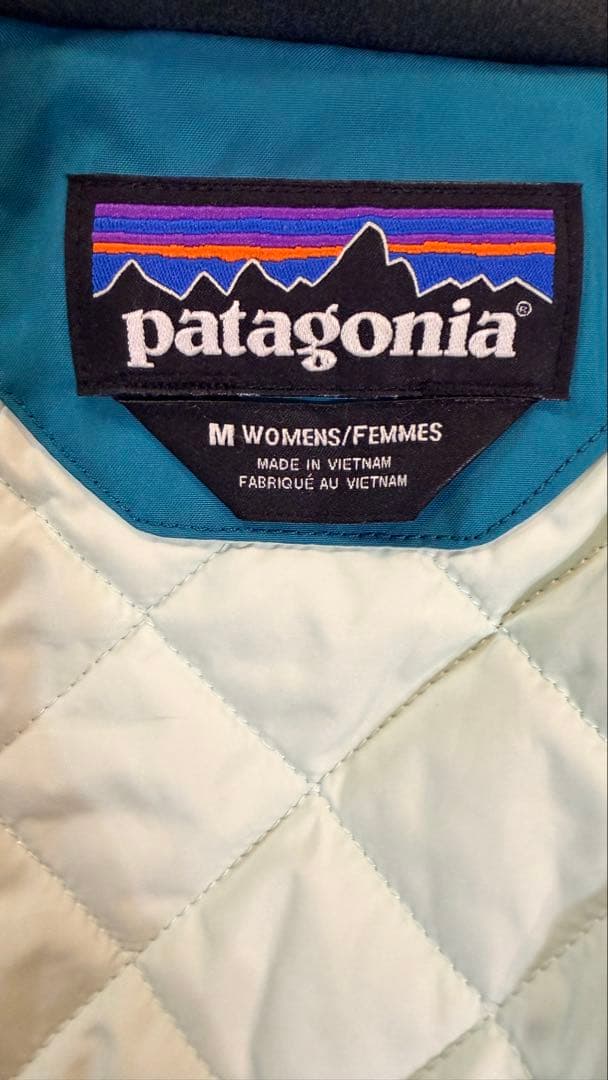 patagonia®
M WOMENS/FEMMES
MADE IN VIETNAM
FABRIQUÉ AU VIETNAM